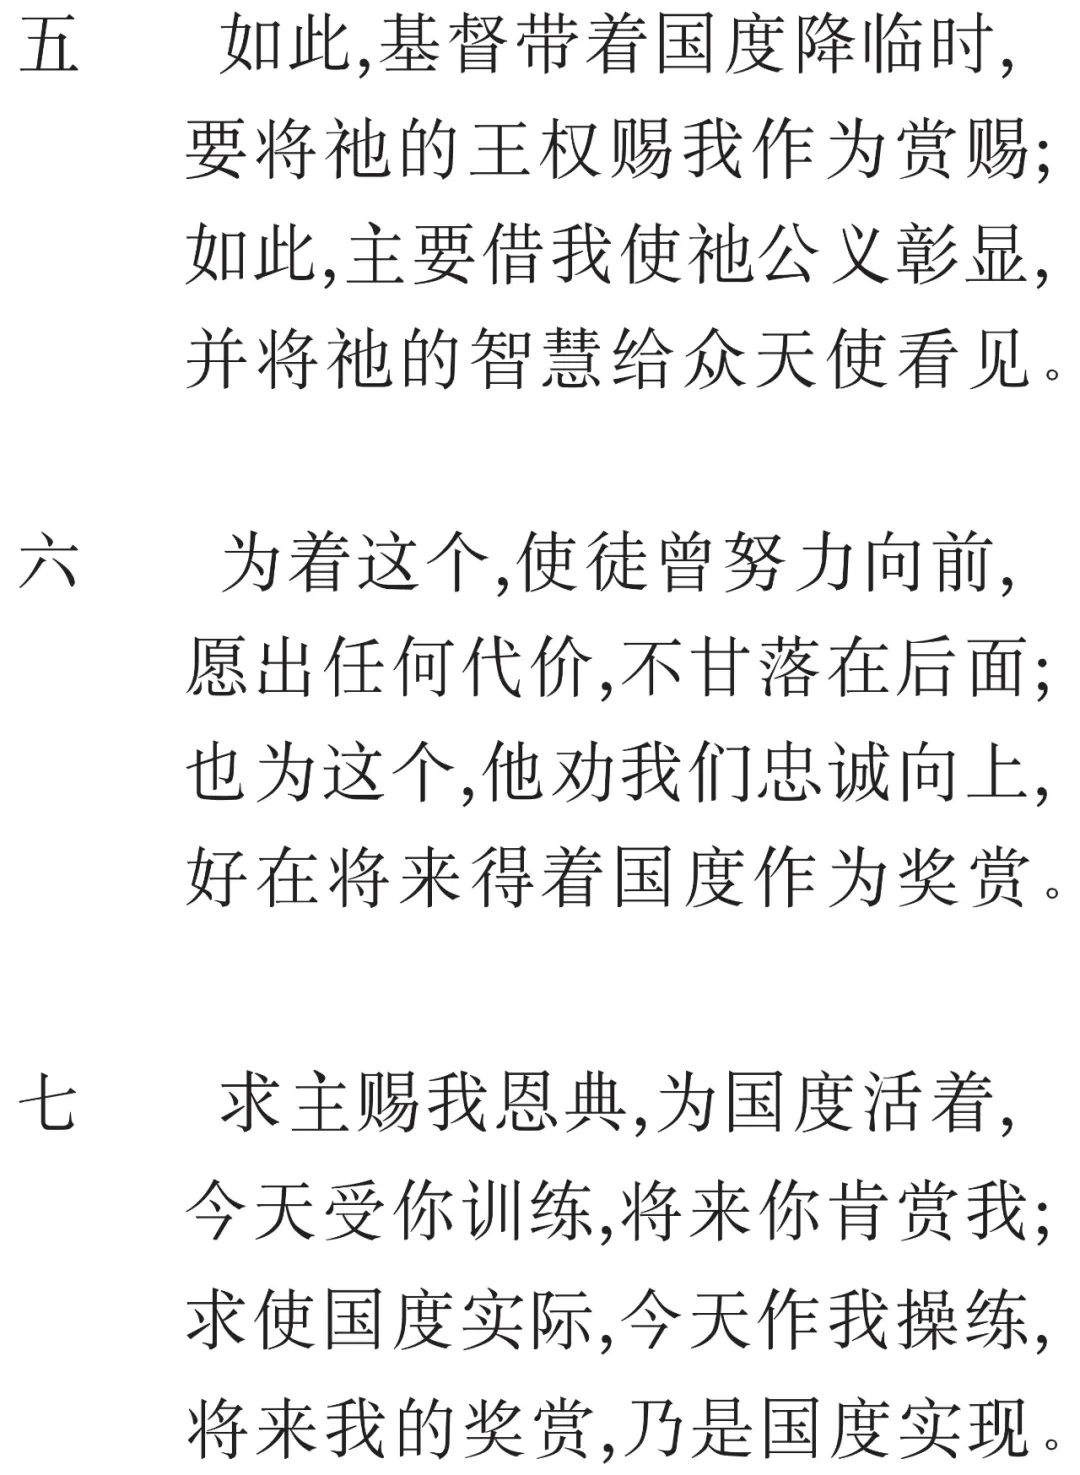 五 如此,基督带着国度降临时,
要将祂的王权赐我作为赏赐;
如此,主要借我使祂公义彰显,
并将祂的智慧给众天使看见。
六 为着这个,使徒曾努力向前,
愿出任何代价,不甘落在后面;
也为这个,他劝我们忠诚向上,
好在将来得着国度作为奖赏。
七 求主赐我恩典,为国度活着,
今天受你训练,将来你肯赏我;
求使国度实际,今天作我操练,
将来我的奖赏,乃是国度实现。